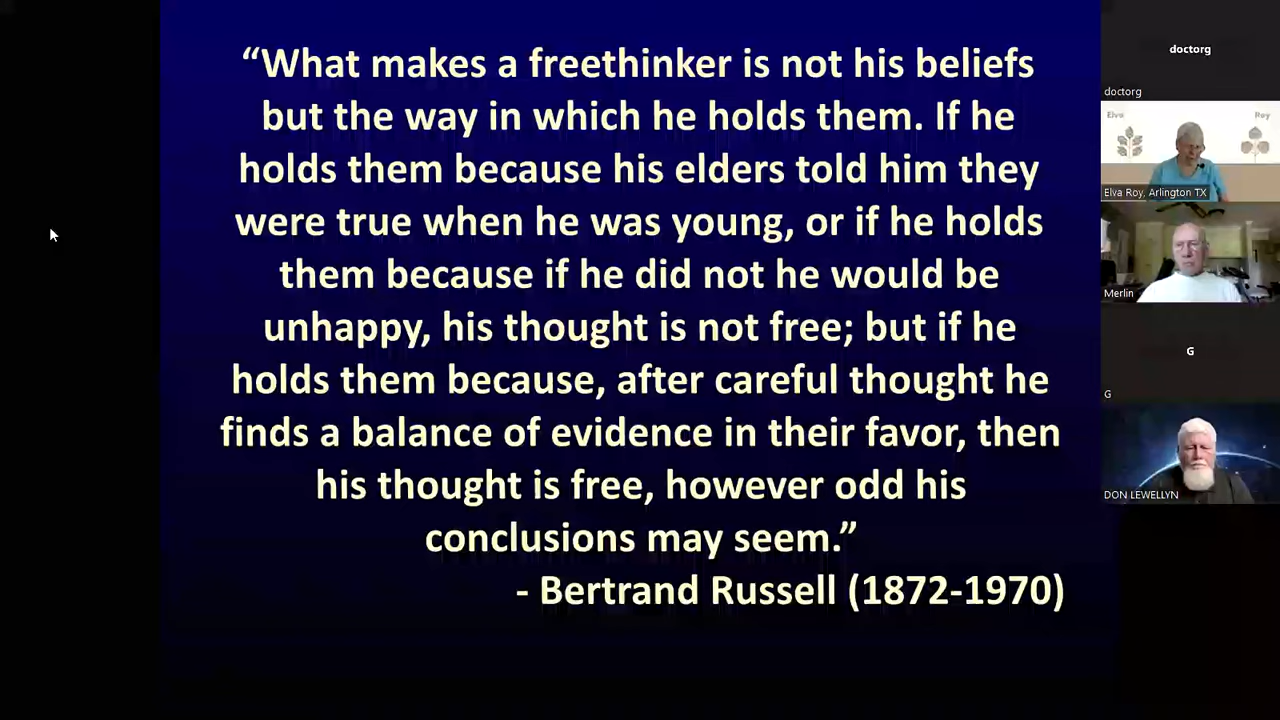 “What makes a freethinker is not his beliefs
but the way in which he holds them. If he
holds them because his elders told him they
were true when he was young, or if he holds
them because if he did not he would be
unhappy, his thought is not free; but if he
holds them because, after careful thought he
finds a balance of evidence in their favor, then
his thought is free, however odd his
conclusions may seem.”
- Bertrand Russell (1872-1970)
doctorg
doctorg
Elva
Roy
Elva Roy, Arlington TX
Merlin
G
G
DON LEWELLYN